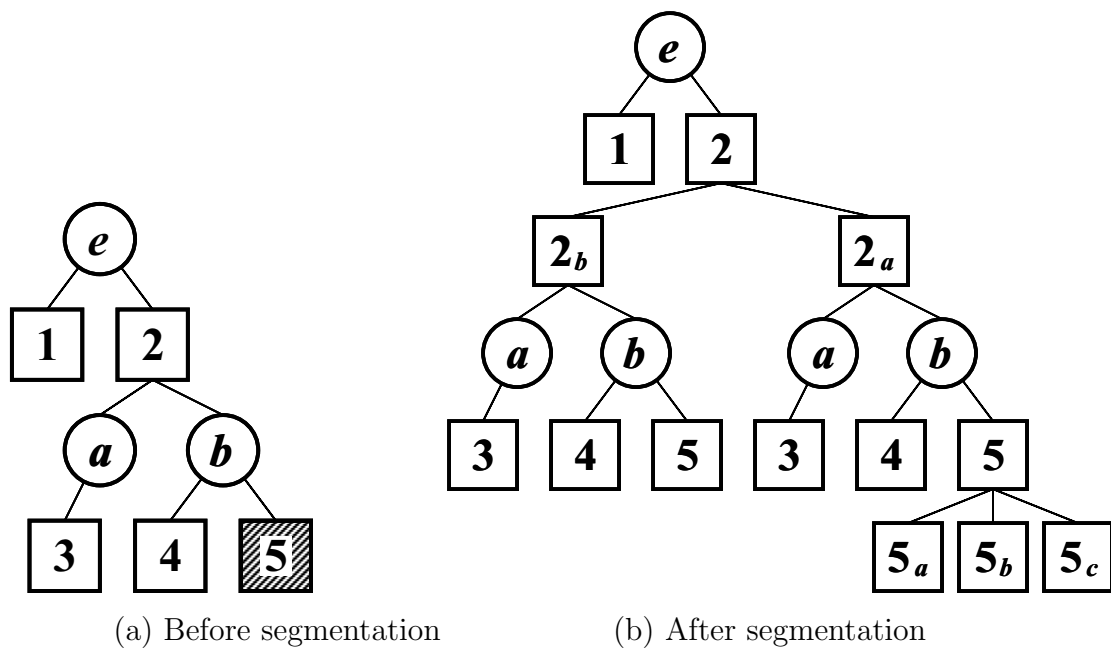 e
1 2
a b
3 4 5
(a) Before segmentation
e
1 2
2b 2a
a b a b
3 4 5 3 4 5
5a 5b 5c
(b) After segmentation